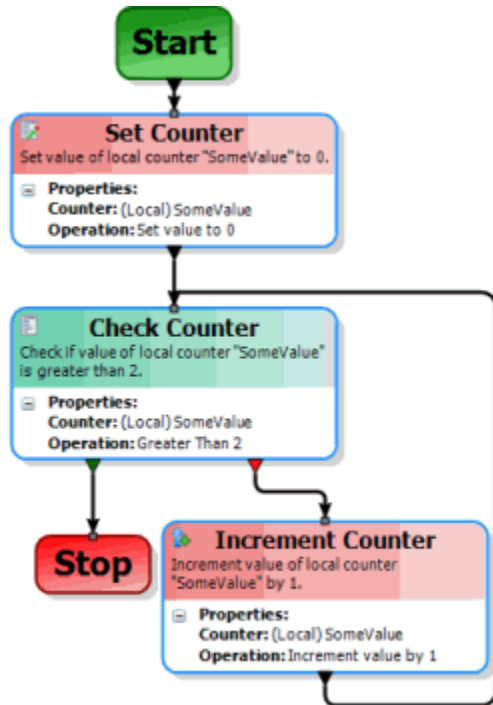 Start
Set Counter
Set value of local counter "SomeValue" to 0.
Properties:
Counter: (Local) SomeValue
Operation: Set value to 0
Check Counter
Check if value of local counter "SomeValue"
is greater than 2.
Properties:
Counter: (Local) SomeValue
Operation: Greater Than 2
Stop
Increment Counter
Increment value of local counter
"SomeValue" by 1.
Properties:
Counter: (Local) SomeValue
Operation: Increment value by 1